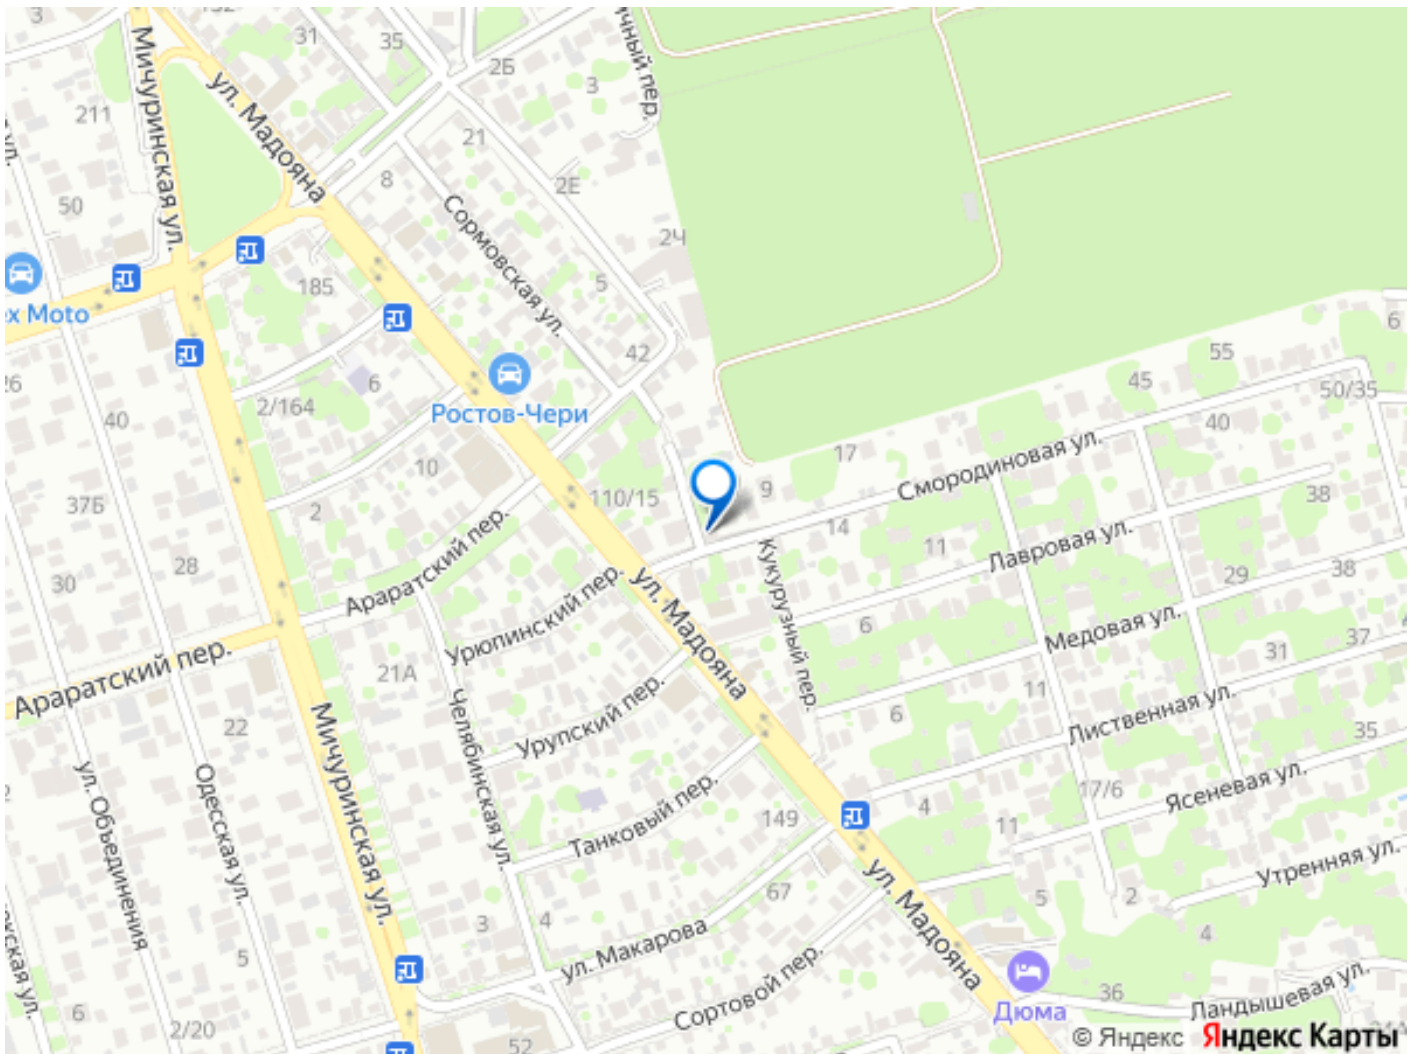 3
31
35
2Б
3
Мичуринская ул.
ул. Мадояна
211
21
2Е
8
50
Сормовская ул.
2Ч
185
5
ex Moto
6
42
6
55
45
50/35
26
40
2/164
Ростов-Чери
40
10
17
Смородиновая ул.
37Б
2
110/15
9
38
14
Араратский пер.
11
Лавровая ул.
28
30
Кукурузный пер.
29
38
Урюпинский пер.
ул. Мадояна
6
Медовая ул.
37
31
Араратский пер.
21А
11
6
Лиственная ул.
22
Урупский пер.
35
Мичуринская ул.
Челябинская ул.
ул. Объединения
Одесская ул.
Танковый пер.
149
4
17/6
Ясеневая ул.
11
Утренняя ул.
ул. Мадояна
67
5
2
3
4
4
ул. Макарова
5
Сортовой пер.
Дюма
36
Ландышевая ул.
6
2/20
52
© Яндекс Яндекс Карты